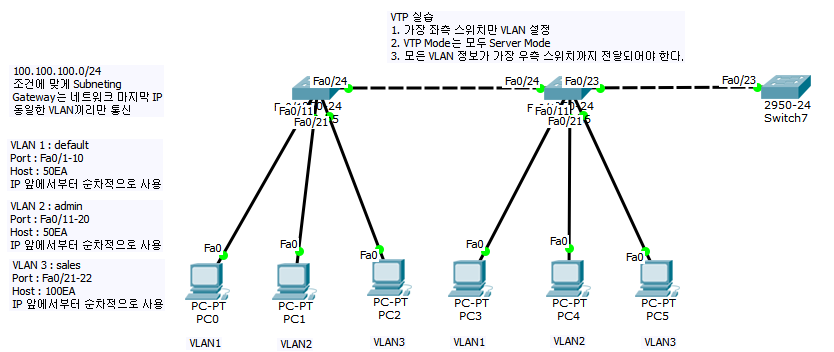 VTP 실습
1. 가장 좌측 스위치만 VLAN 설정
2. VTP Mode는 모두 Server Mode
3. 모든 VLAN 정보가 가장 우측 스위치까지 전달되어야 한다.
100.100.100.0/24
조건에 맞게 Subneting
Gateway는 네트워크 마지막 IP
동일한 VLAN끼리만 통신
Fa0/24
Fa0/24
Fa0/23
Fa0/23
2950-24
Switch7
Fa0/11
Fa0/21
Fa0/11
Fa0/21
VLAN 1 : default
Port : Fa0/1-10
Host : 50EA
IP 앞에서부터 순차적으로 사용
VLAN 2 : admin
Port : Fa0/11-20
Host : 50EA
IP 앞에서부터 순차적으로 사용
VLAN 3 : sales
Port : Fa0/21-22
Host : 100EA
IP 앞에서부터 순차적으로 사용
Fa0
Fa0
Fa0
Fa0
Fa0
Fa0
PC-PT
PC0
PC-PT
PC1
PC-PT
PC2
PC-PT
PC3
PC-PT
PC4
PC-PT
PC5
VLAN1
VLAN2
VLAN3
VLAN1
VLAN2
VLAN3